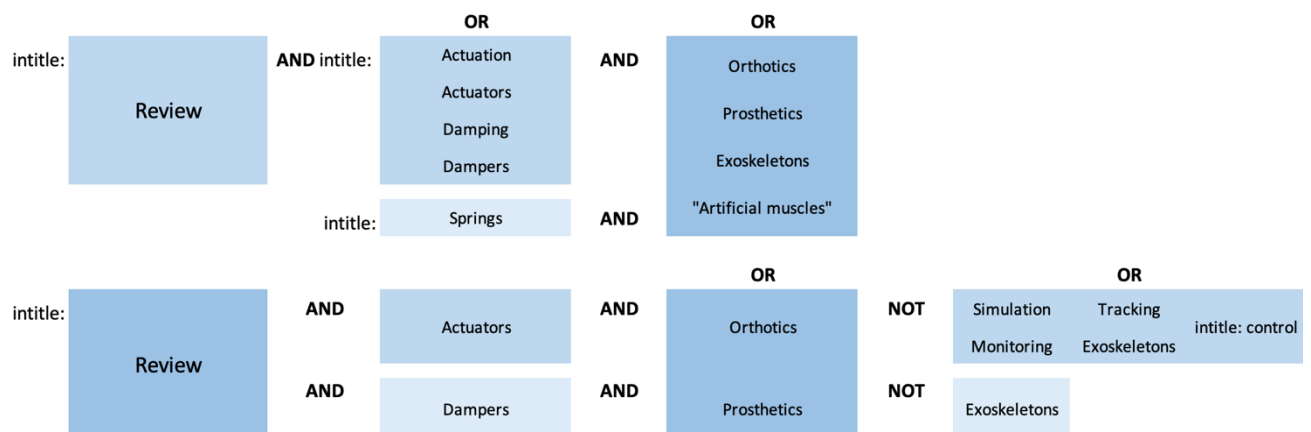 OR OR
intitle: Review AND intitle: Actuation AND Orthotics
Actuators Prosthetics
Damping Exoskeletons
Dampers "Artificial muscles"
intitle: Springs AND
OR OR
intitle: Review AND Actuators AND Orthotics NOT Simulation Tracking intitle: control
Monitoring Exoskeletons
AND Dampers AND Prosthetics NOT Exoskeletons